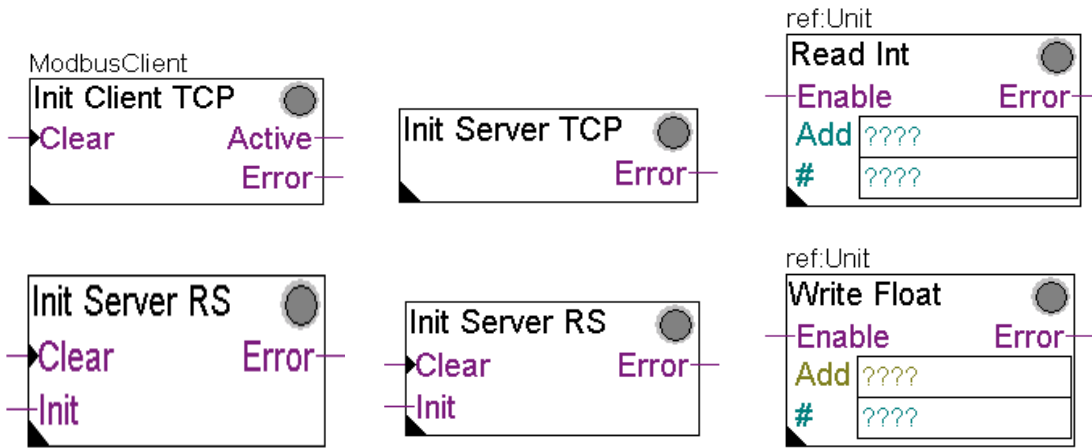 ModbusClient
Init Client TCP
Clear Active
Error
Init Server TCP
Error
ref:Unit
Read Int
Enable Error
Add ????
# ????
Init Server RS
Clear Error
Init
Init Server RS
Clear Error
Init
ref:Unit
Write Float
Enable Error
Add ????
# ????